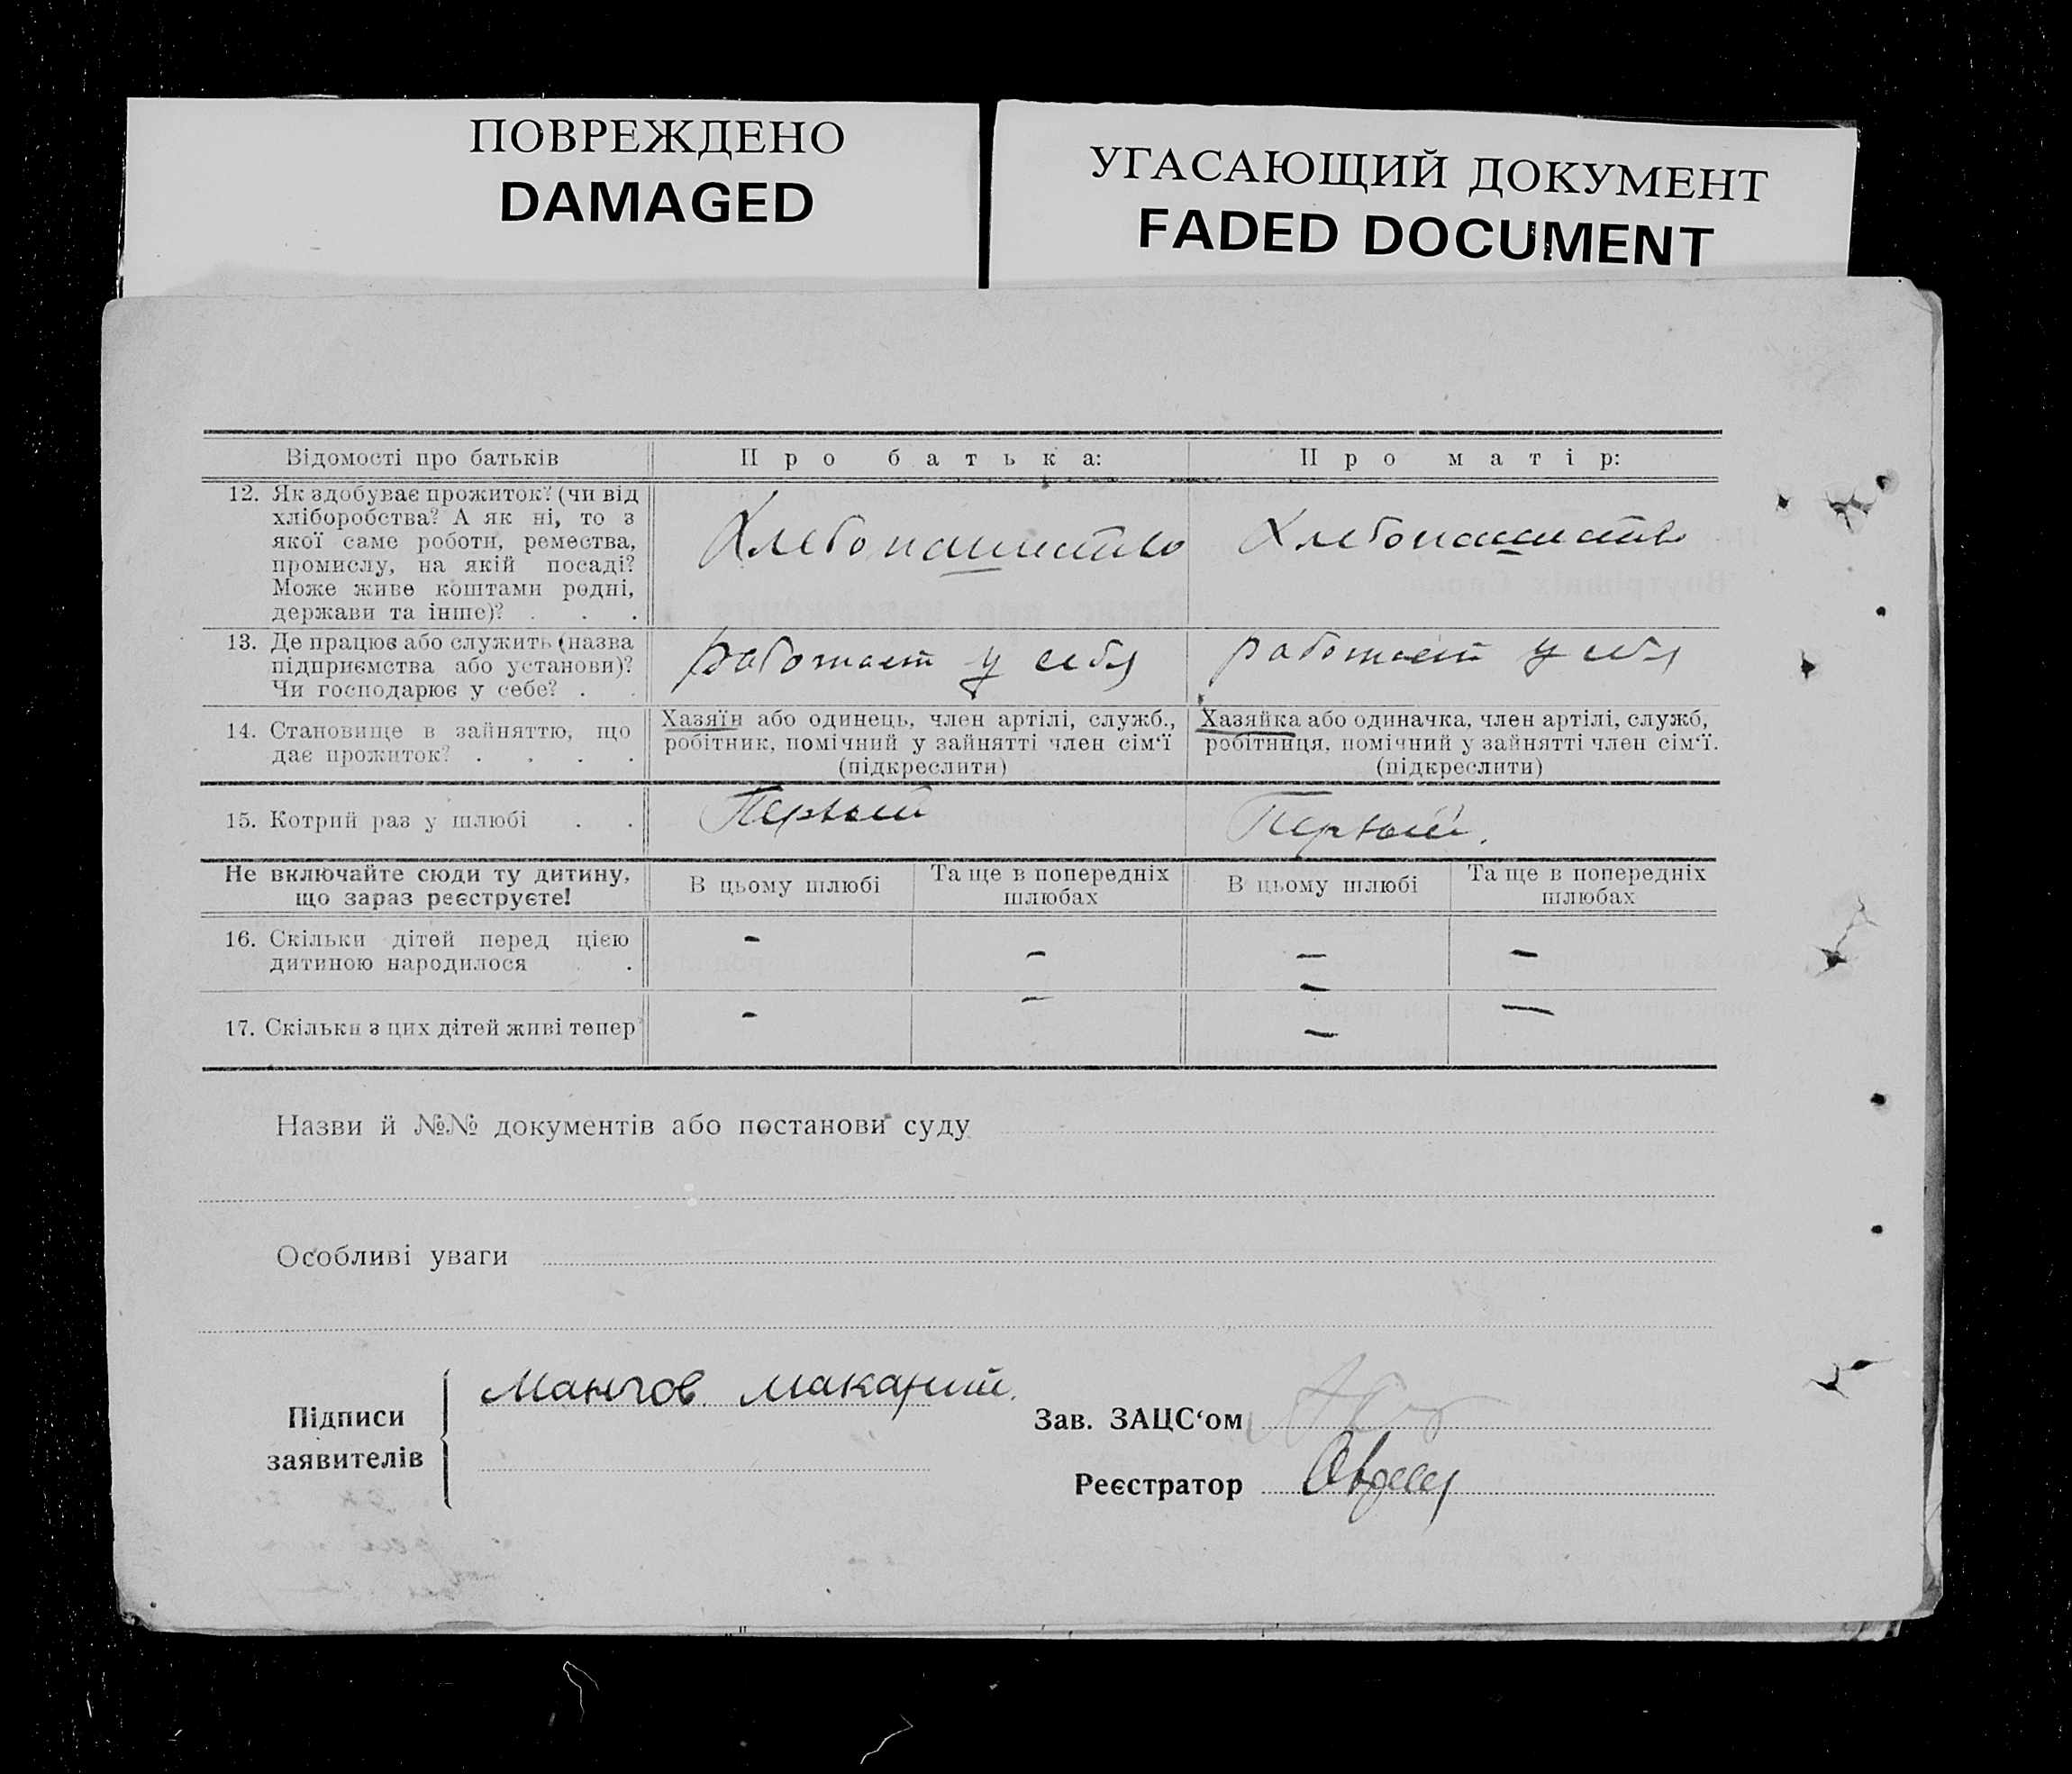 ПОВРЕЖДЕНО
DAMAGED
УГАСАЮЩИЙ ДОКУМЕНТ
FADED DOCUMENT
Відомості про батьків
Про батька:
Про матір:
12. Як здобуває прожиток? (чи від
хліборобства? А як ні, то з
якої саме роботи, ремества,
промислу, на якій посаді?
Може живе коштами родні,
держави та інше)? . . .
Хлебопашество
Хлебопашество
13. Де працює або служить (назва
підприємства або установи)?
Чи господарює у себе? . .
работает у себя
работает у себя
14. Становище в зайняттю, що
дає прожиток? . . . .
Хазяїн або одинець, член артілі, служб.,
робітник, помічний у зайнятті член сім‘ї
(підкреслити)
Хазяйка або одиначка, член артілі, служб,
робітниця, помічний у зайнятті член сім‘ї.
(підкреслити)
15. Котрий раз у шлюбі . .
Первый
Первый.
Не включайте сюди ту дитину,
що зараз реєструєте!
В цьому шлюбі
Та ще в попередніх
шлюбах
В цьому шлюбі
Та ще в попередніх
шлюбах
16. Скільки дітей перед цією
дитиною народилося .
–
–
–
–
17. Скільки з цих дітей живі тепер
–
–
–
–
Назви й №№ документів або постанови суду
Особливі уваги
Підписи
заявителів
Мангов Макарий.
Зав. ЗАЦС‘ом
Реєстратор